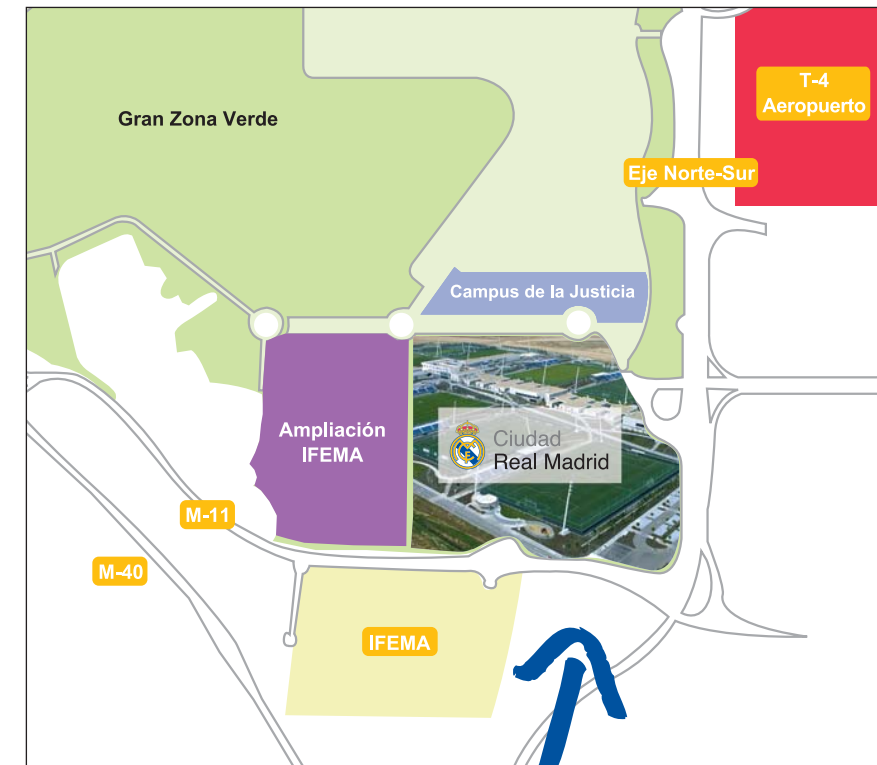 T-4
Aeropuerto
Gran Zona Verde
Eje Norte-Sur
Campus de la Justicia
Ampliación
IFEMA
Ciudad
Real Madrid
M-11
M-40
IFEMA